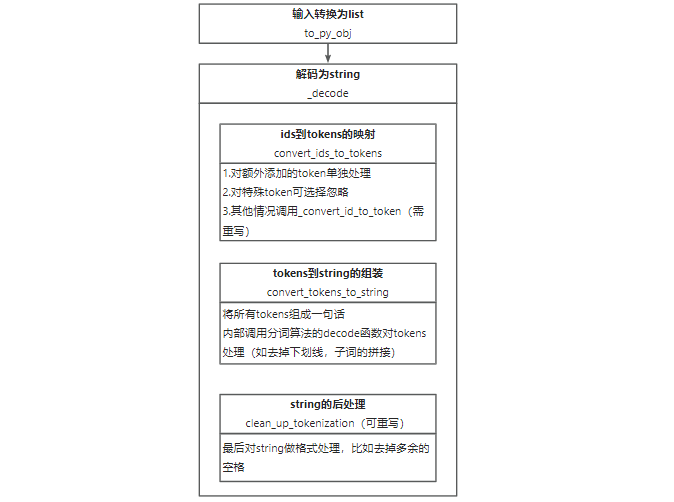 输入转换为list
to_py_obj
解码为string
_decode
ids到tokens的映射
convert_ids_to_tokens
1.对额外添加的token单独处理
2.对特殊token可选择忽略
3.其他情况调用_convert_id_to_token（需
重写）
tokens到string的组装
convert_tokens_to_string
将所有tokens组成一句话
内部调用分词算法的decode函数对tokens
处理（如去掉下划线，子词的拼接）
string的后处理
clean_up_tokenization（可重写）
最后对string做格式处理，比如去掉多余的
空格